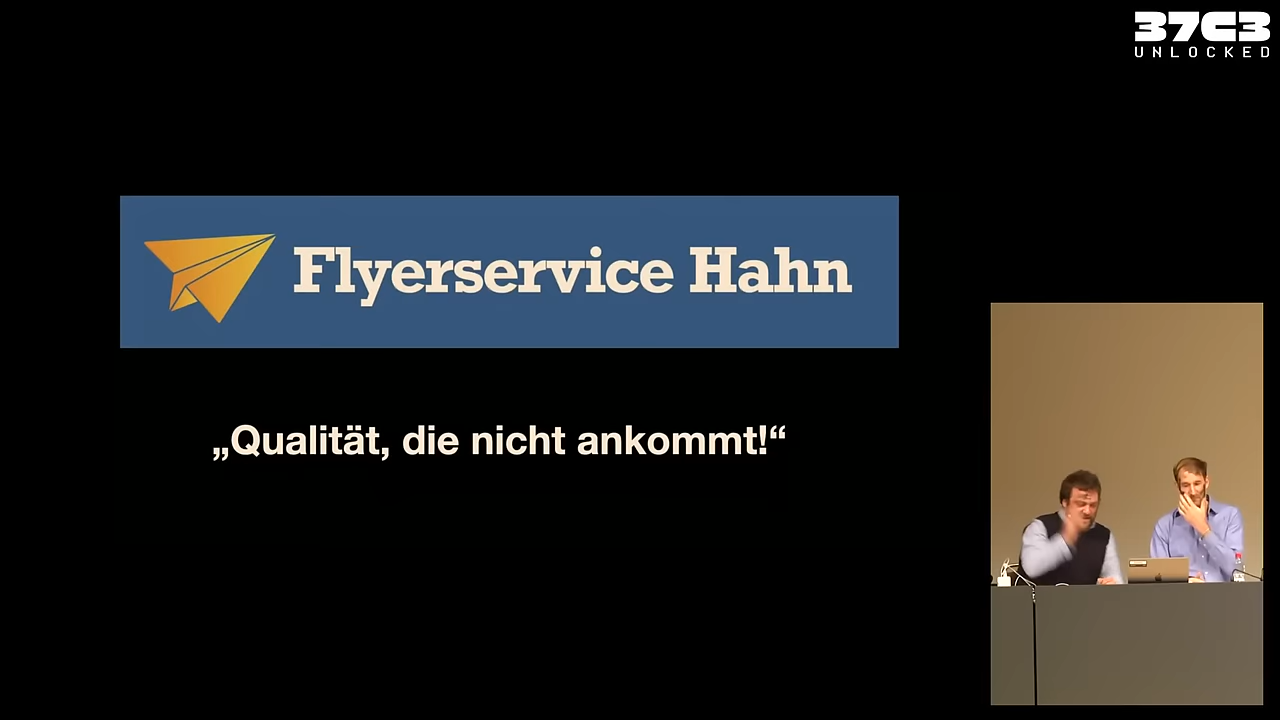 37C3
UNLOCKED
Flyerservice Hahn
„Qualität, die nicht ankommt!“